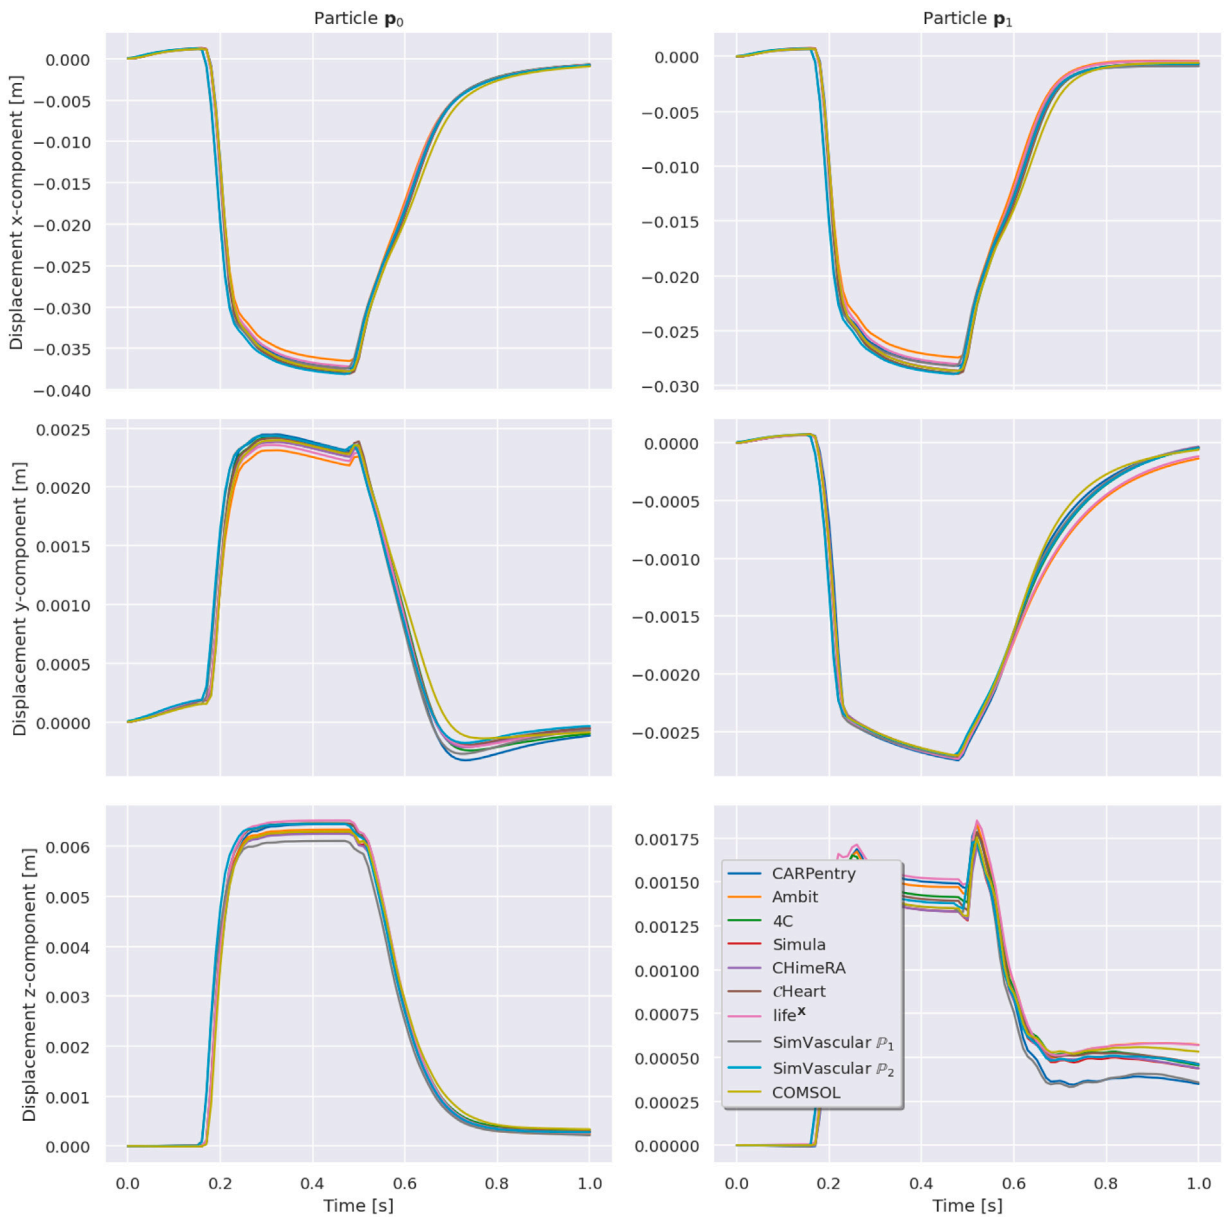 Particle p₀
Particle p₁
Displacement x-component [m]
0.000
−0.005
−0.010
−0.015
−0.020
−0.025
−0.030
−0.035
−0.040
0.000
−0.005
−0.010
−0.015
−0.020
−0.025
−0.030
Displacement y-component [m]
0.0025
0.0020
0.0015
0.0010
0.0005
0.0000
0.0000
−0.0005
−0.0010
−0.0015
−0.0020
−0.0025
Displacement z-component [m]
0.006
0.005
0.004
0.003
0.002
0.001
0.000
0.00175
0.00150
0.00125
0.00100
0.00075
0.00050
0.00025
0.00000
CARPentry
Ambit
4C
Simula
CHimeRA
𝒞Heart
lifeˣ
SimVascular ℙ₁
SimVascular ℙ₂
COMSOL
0.0 0.2 0.4 0.6 0.8 1.0
0.0 0.2 0.4 0.6 0.8 1.0
Time [s]
Time [s]